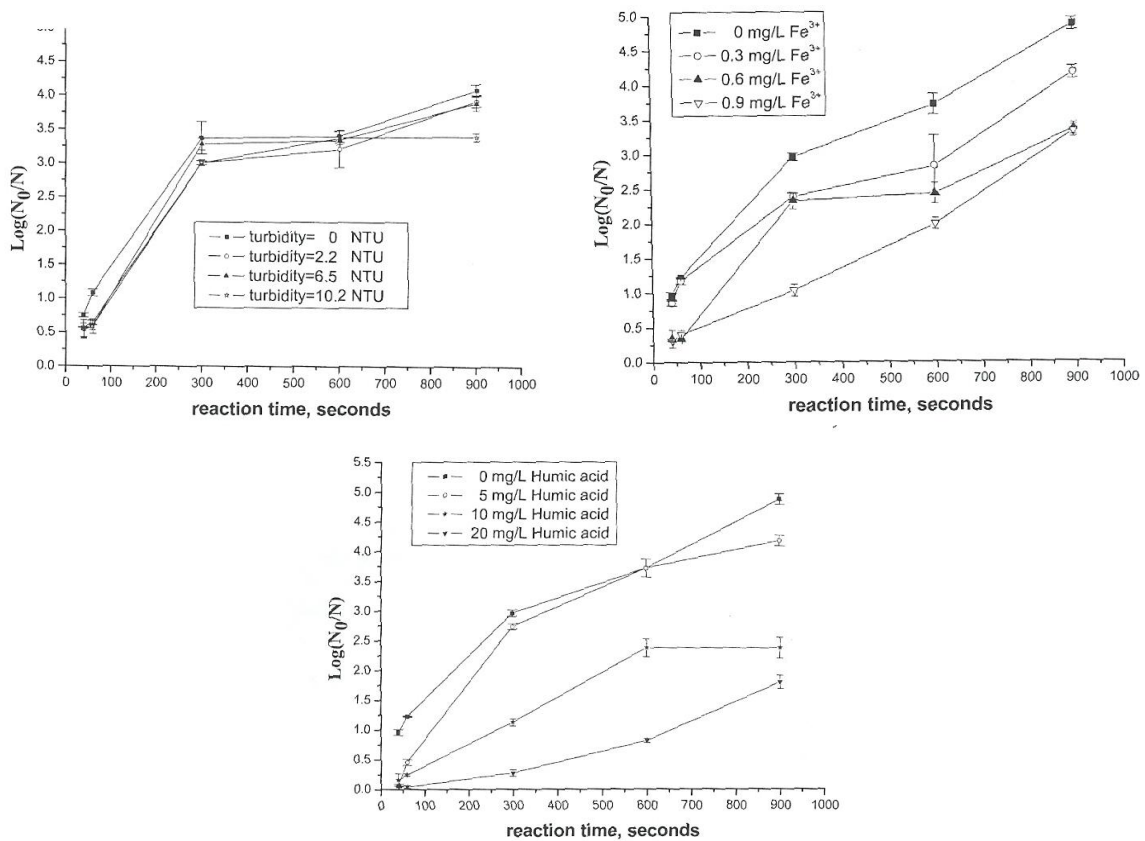 Log(N0/N)
5.0
4.5
4.0
3.5
3.0
2.5
2.0
1.5
1.0
0.5
0.0
turbidity= 0 NTU
turbidity=2.2 NTU
turbidity=6.5 NTU
turbidity=10.2 NTU
0 100 200 300 400 500 600 700 800 900 1000
reaction time, seconds
Log(N0/N)
5.0
4.5
4.0
3.5
3.0
2.5
2.0
1.5
1.0
0.5
0.0
0 mg/L Fe3+
0.3 mg/L Fe3+
0.6 mg/L Fe3+
0.9 mg/L Fe3+
0 100 200 300 400 500 600 700 800 900 1000
reaction time, seconds
Log(N0/N)
5.5
5.0
4.5
4.0
3.5
3.0
2.5
2.0
1.5
1.0
0.5
0.0
0 mg/L Humic acid
5 mg/L Humic acid
10 mg/L Humic acid
20 mg/L Humic acid
0 100 200 300 400 500 600 700 800 900 1000
reaction time, seconds